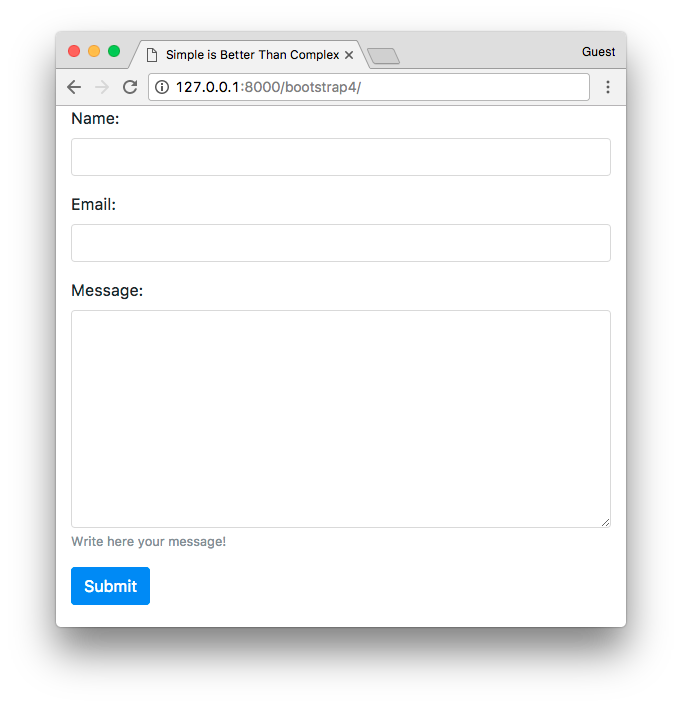 Simple is Better Than Complex
Guest
127.0.0.1:8000/bootstrap4/
Name:
Email:
Message:
Write here your message!
Submit